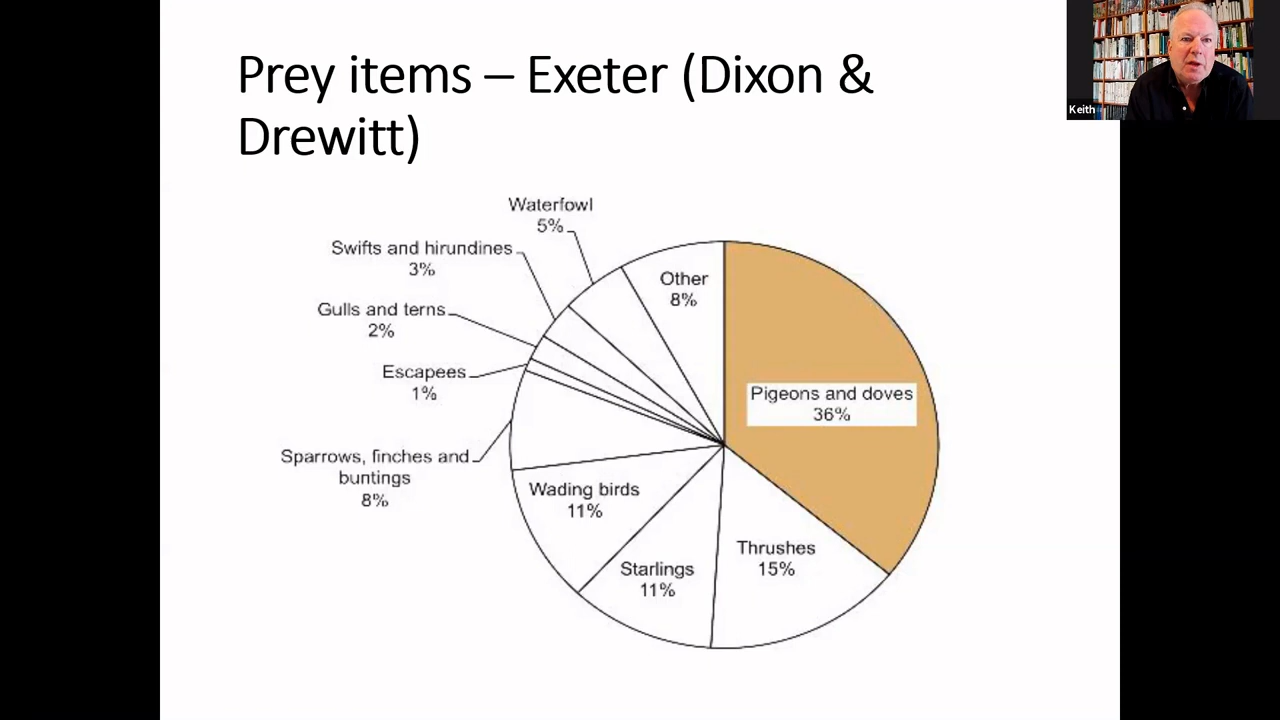 Prey items – Exeter (Dixon &
Drewitt)
Keith
Waterfowl
5%
Swifts and hirundines
3%
Other
8%
Gulls and terns
2%
Escapees
1%
Pigeons and doves
36%
Sparrows, finches and
buntings
8%
Wading birds
11%
Thrushes
15%
Starlings
11%